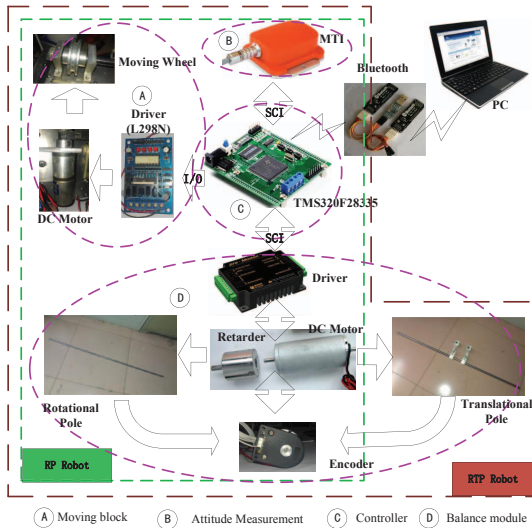 B
MTI
Moving Wheel
Bluetooth
A
Driver
(L298N)
SCI
PC
I/O
DC Motor
TMS320F28335
C
SCI
Driver
D
Retarder
DC Motor
Rotational
Pole
Translational
Pole
Encoder
RP Robot
RTP Robot
A Moving block
B Attitude Measurement
C Controller
D Balance module